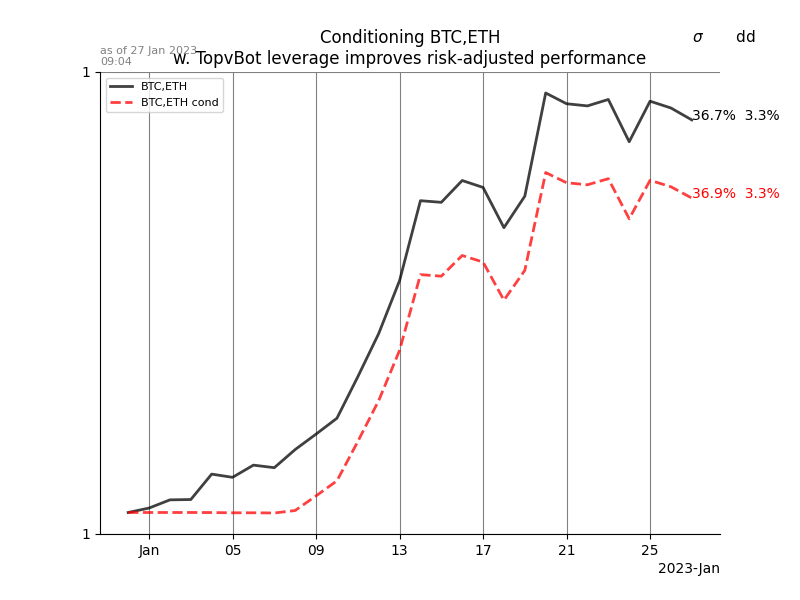 Conditioning BTC,ETH
w. TopvBot leverage improves risk-adjusted performance
σ dd
as of 27 Jan 2023
09:04
1
BTC,ETH
BTC,ETH cond
36.7% 3.3%
36.9% 3.3%
1
Jan 05 09 13 17 21 25
2023-Jan